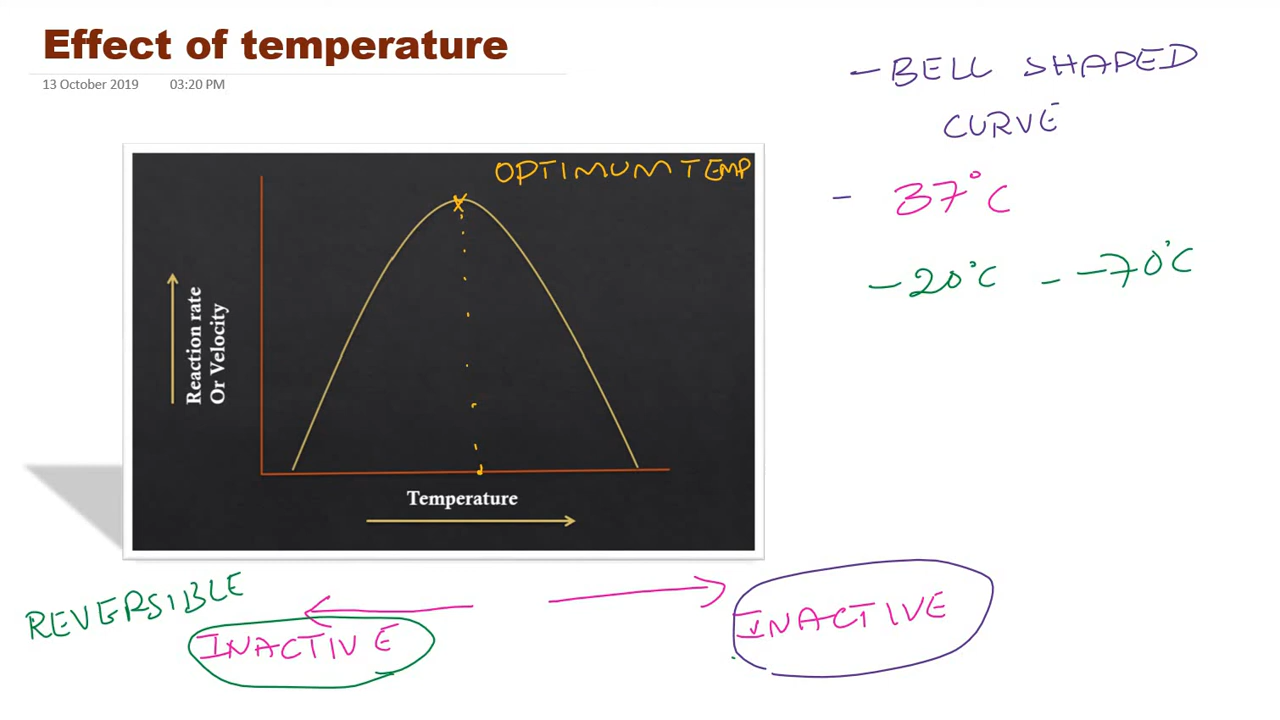 Effect of temperature
13 October 2019 03:20 PM
- BELL SHAPED
CURVE
- 37°C
-20°C - -70°C
OPTIMUM TEMP
Reaction rate
Or Velocity
Temperature
REVERSIBLE
INACTIVE
INACTIVE